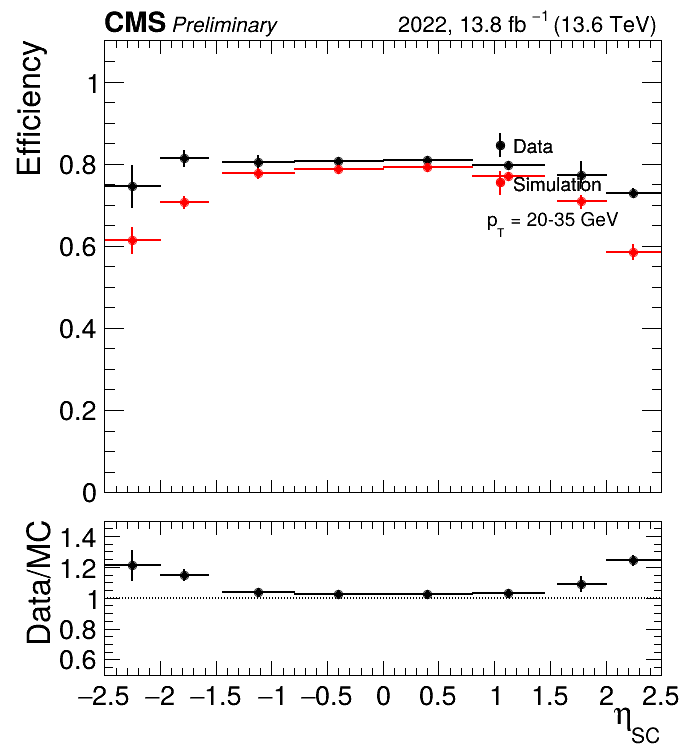 CMS Preliminary 2022, 13.8 fb⁻¹ (13.6 TeV)
Efficiency
1
0.8
0.6
0.4
0.2
0
Data
Simulation
p_T = 20-35 GeV
Data/MC
1.4
1.2
1
0.8
0.6
−2.5 −2 −1.5 −1 −0.5 0 0.5 1 1.5 2 2.5
η_SC